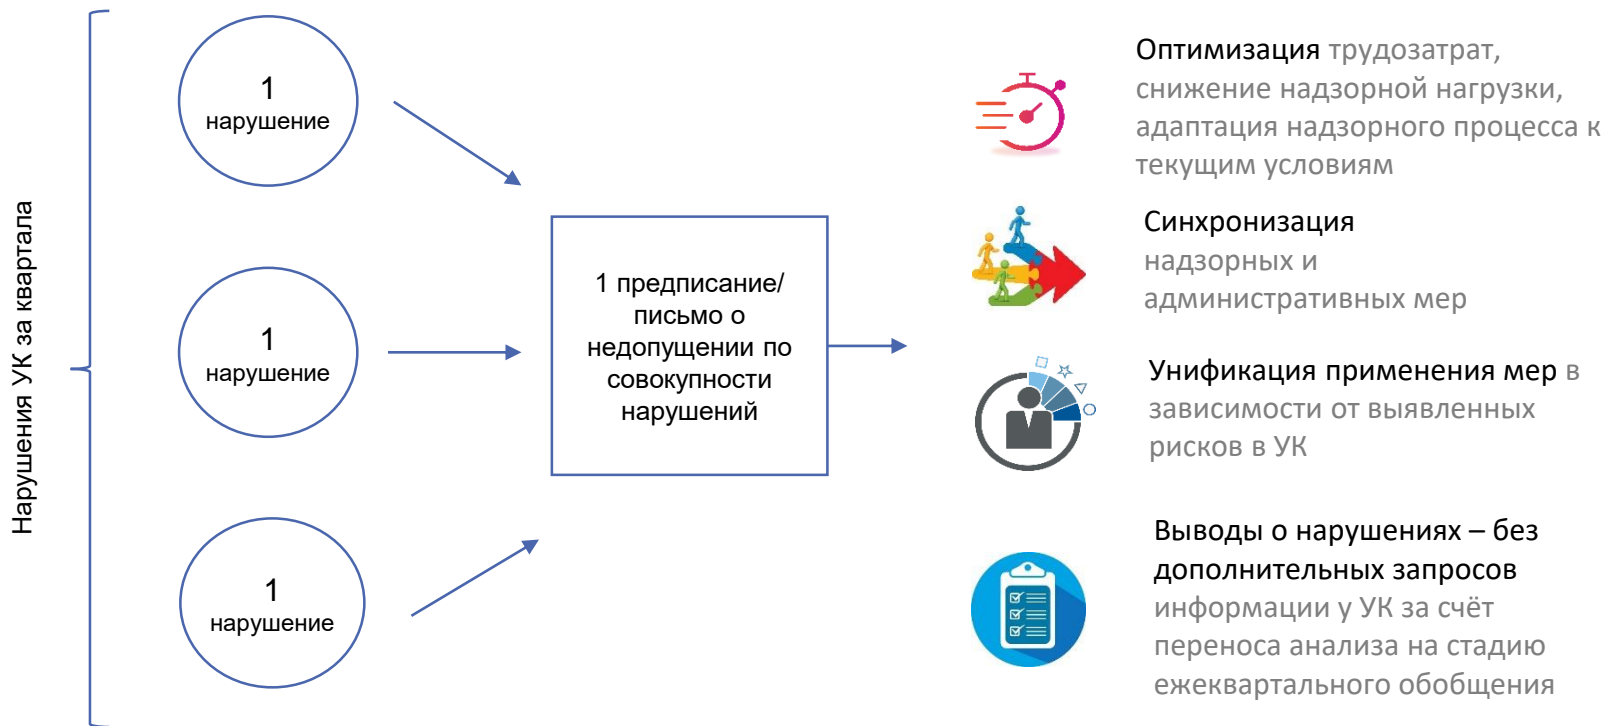 Нарушения УК за квартала
1
нарушение
1
нарушение
1
нарушение
1 предписание/
письмо о
недопущении по
совокупности
нарушений
Оптимизация трудозатрат,
снижение надзорной нагрузки,
адаптация надзорного процесса к
текущим условиям
Синхронизация
надзорных и
административных мер
Унификация применения мер в
зависимости от выявленных
рисков в УК
Выводы о нарушениях – без
дополнительных запросов
информации у УК за счёт
переноса анализа на стадию
ежеквартального обобщения